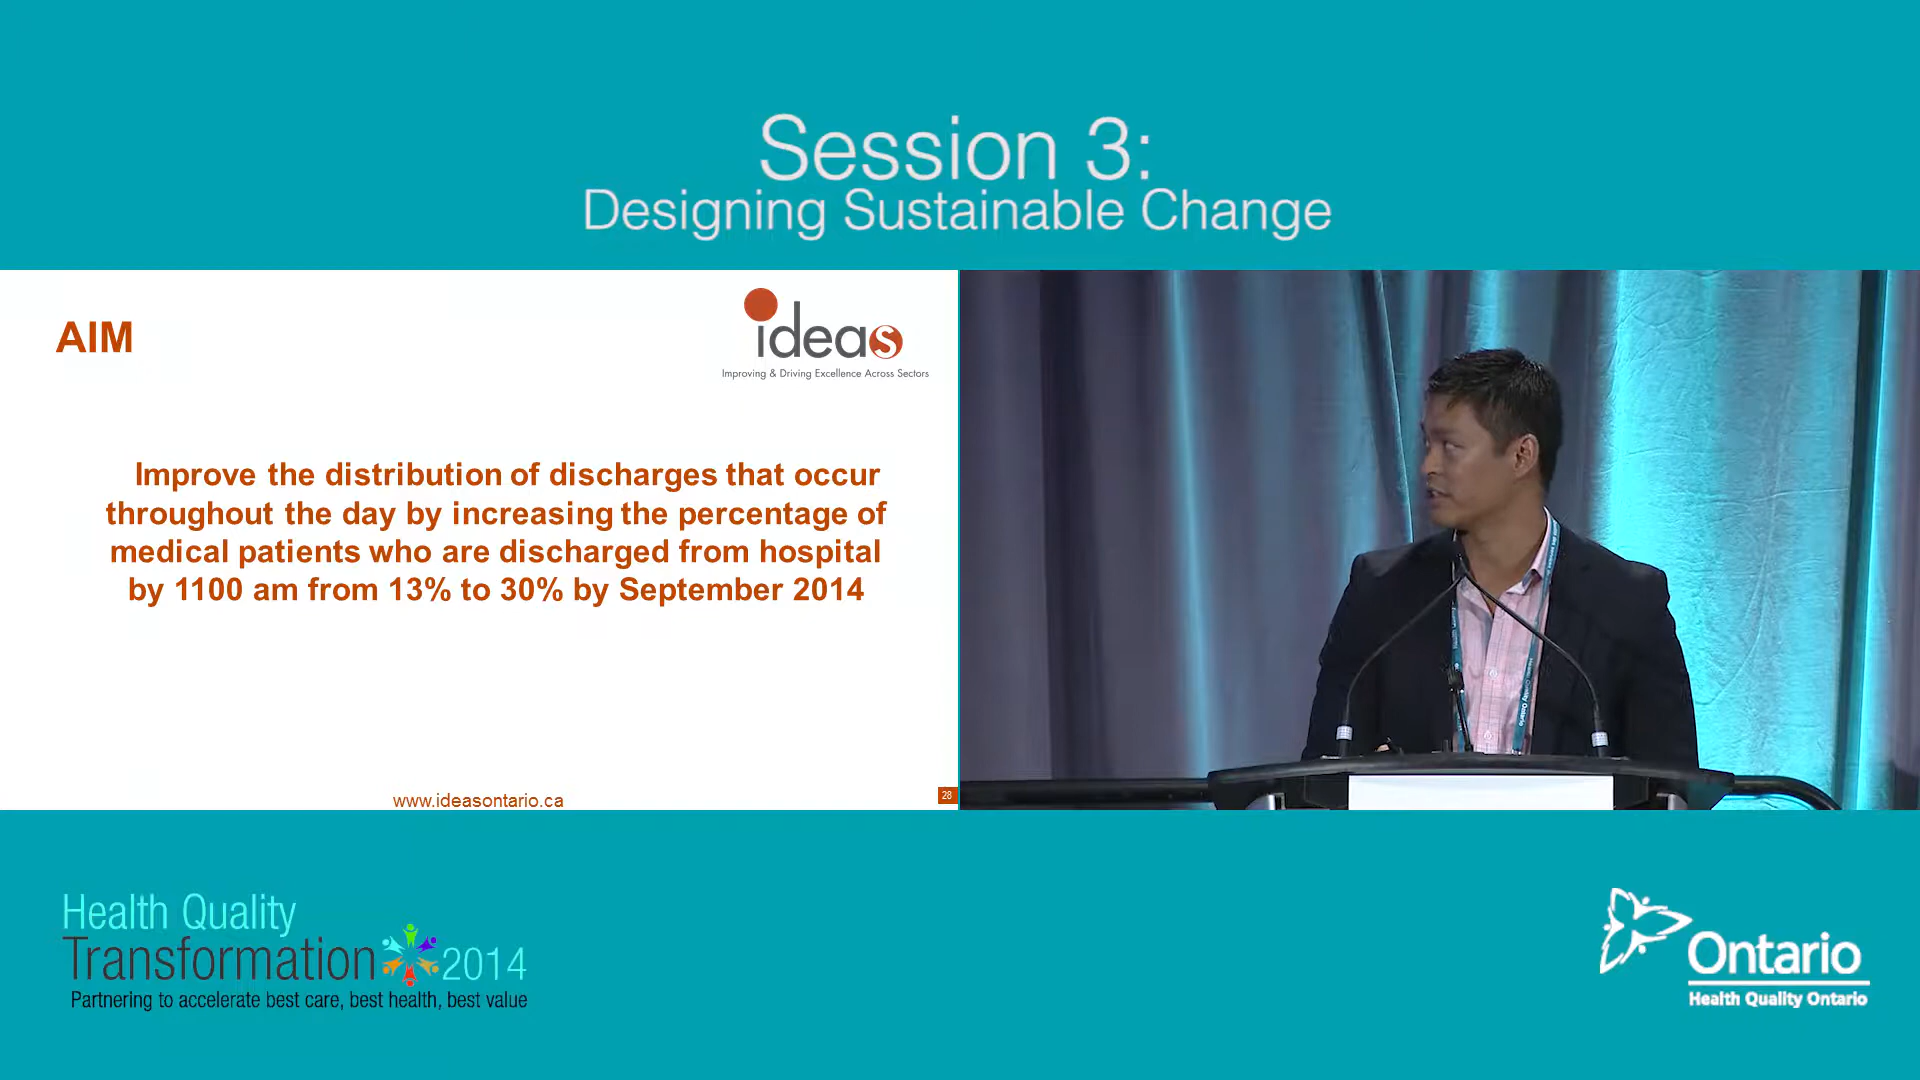 Session 3:
Designing Sustainable Change
AIM
ideas
Improving & Driving Excellence Across Sectors
Improve the distribution of discharges that occur
throughout the day by increasing the percentage of
medical patients who are discharged from hospital
by 1100 am from 13% to 30% by September 2014
www.ideasontario.ca
28
Health Quality
Transformation 2014
Partnering to accelerate best care, best health, best value
Ontario
Health Quality Ontario